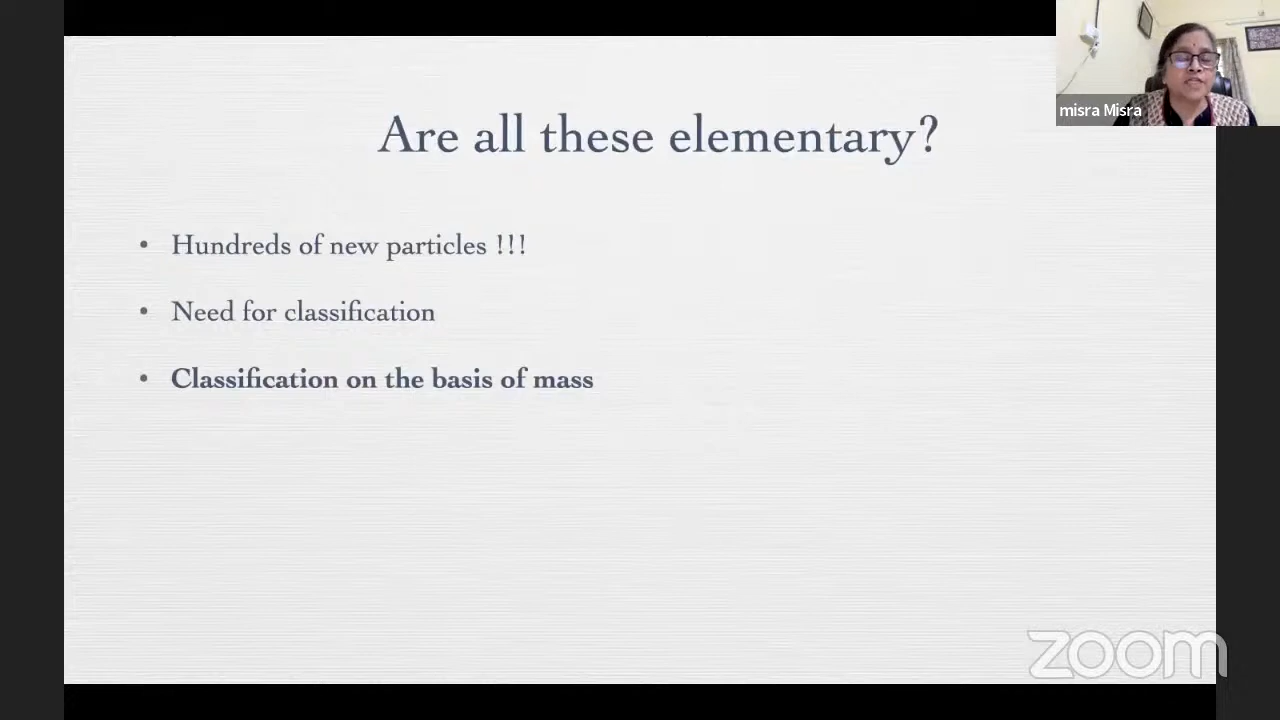 Are all these elementary?
misra Misra
• Hundreds of new particles !!!
• Need for classification
• Classification on the basis of mass
zoom